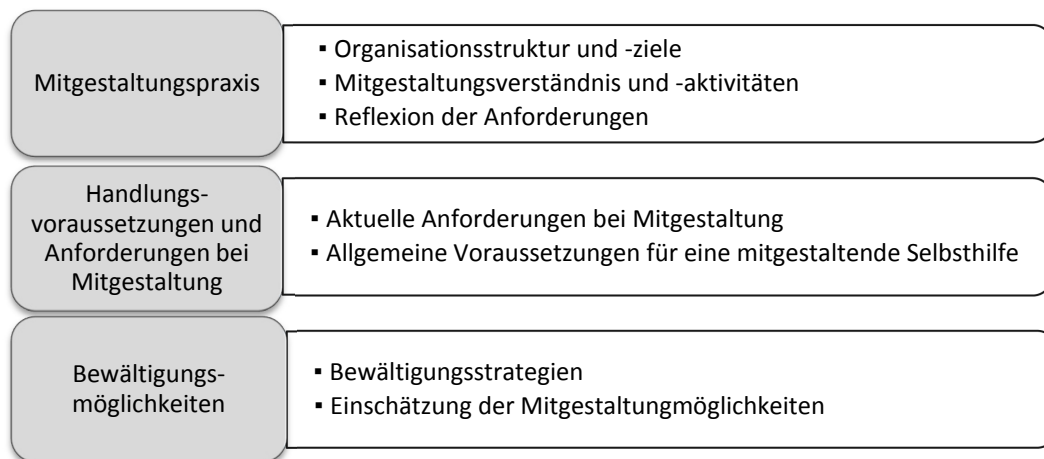 Mitgestaltungspraxis
▪ Organisationsstruktur und -ziele
▪ Mitgestaltungsverständnis und -aktivitäten
▪ Reflexion der Anforderungen
Handlungs-
voraussetzungen und
Anforderungen bei
Mitgestaltung
▪ Aktuelle Anforderungen bei Mitgestaltung
▪ Allgemeine Voraussetzungen für eine mitgestaltende Selbsthilfe
Bewältigungs-
möglichkeiten
▪ Bewältigungsstrategien
▪ Einschätzung der Mitgestaltungmöglichkeiten